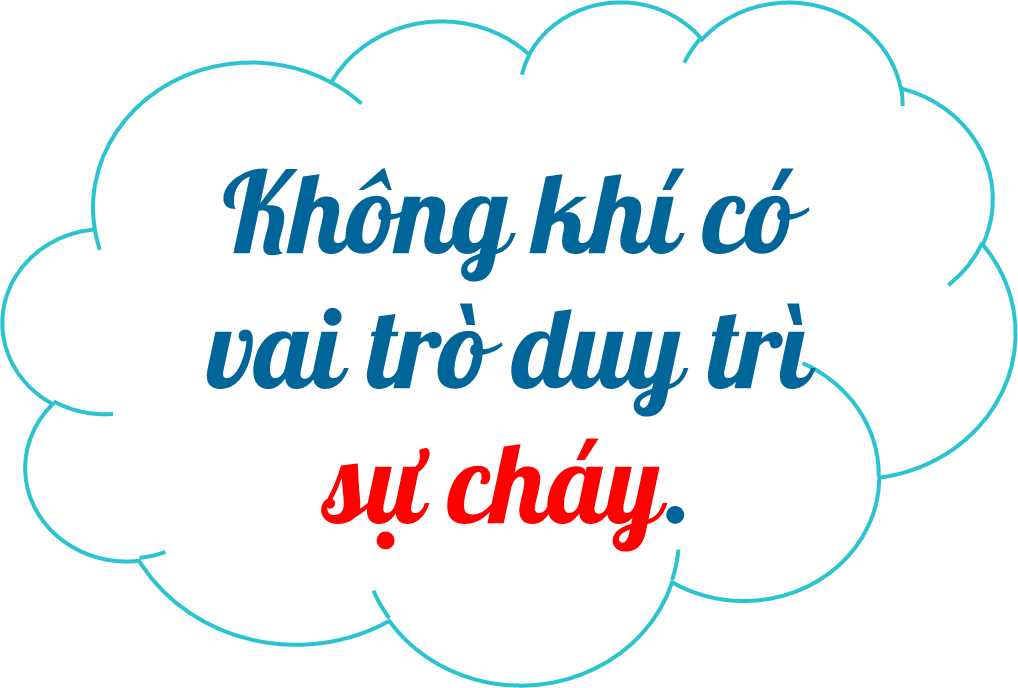 Không khí có
vai trò duy trì
sự cháy.